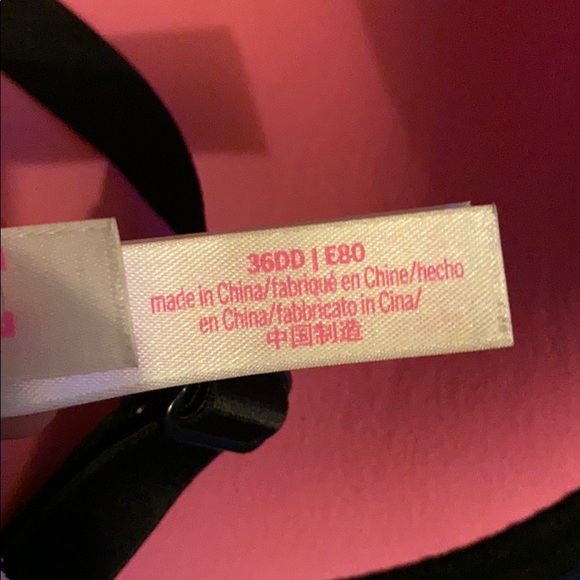 36DD | E80
made in China/fabriqué en Chine/hecho
en China/fabbricato in Cina/
中国制造